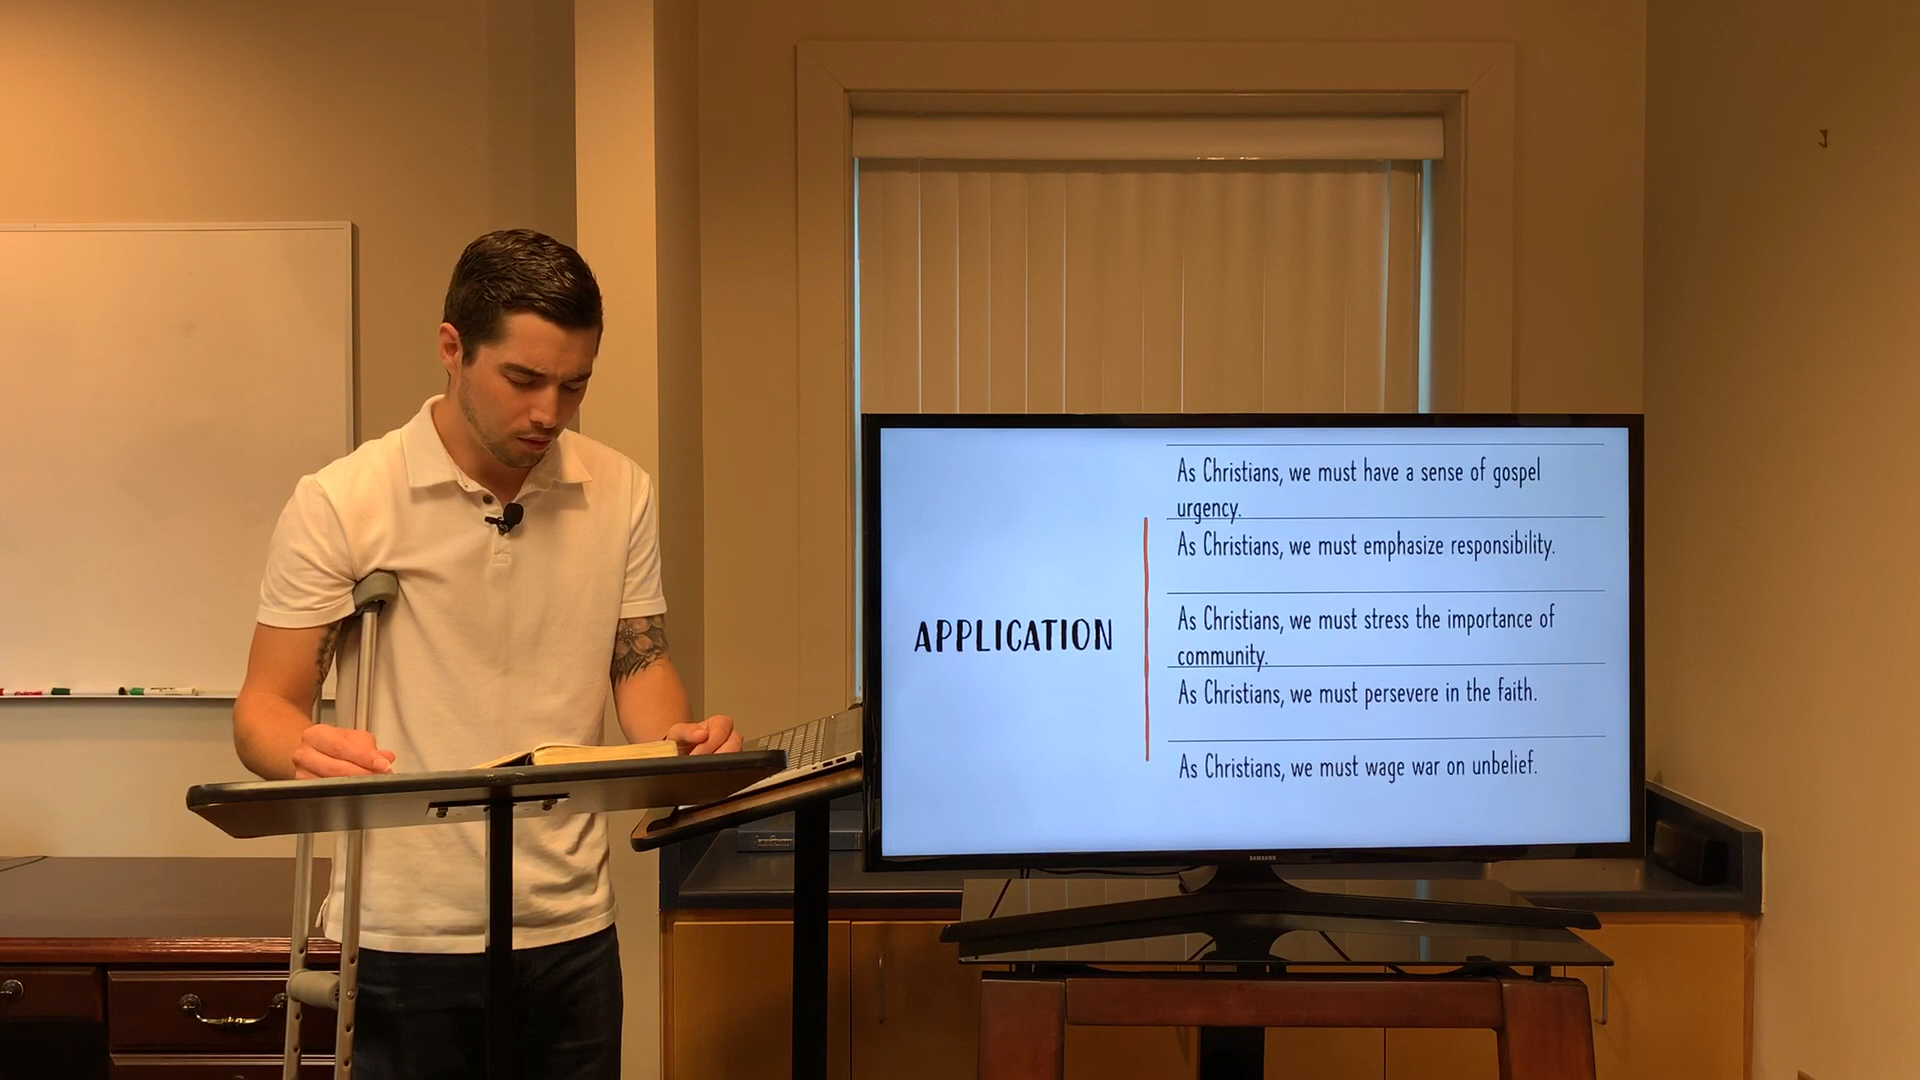 APPLICATION
As Christians, we must have a sense of gospel
urgency.
As Christians, we must emphasize responsibility.
As Christians, we must stress the importance of
community.
As Christians, we must persevere in the faith.
As Christians, we must wage war on unbelief.
SAMSUNG